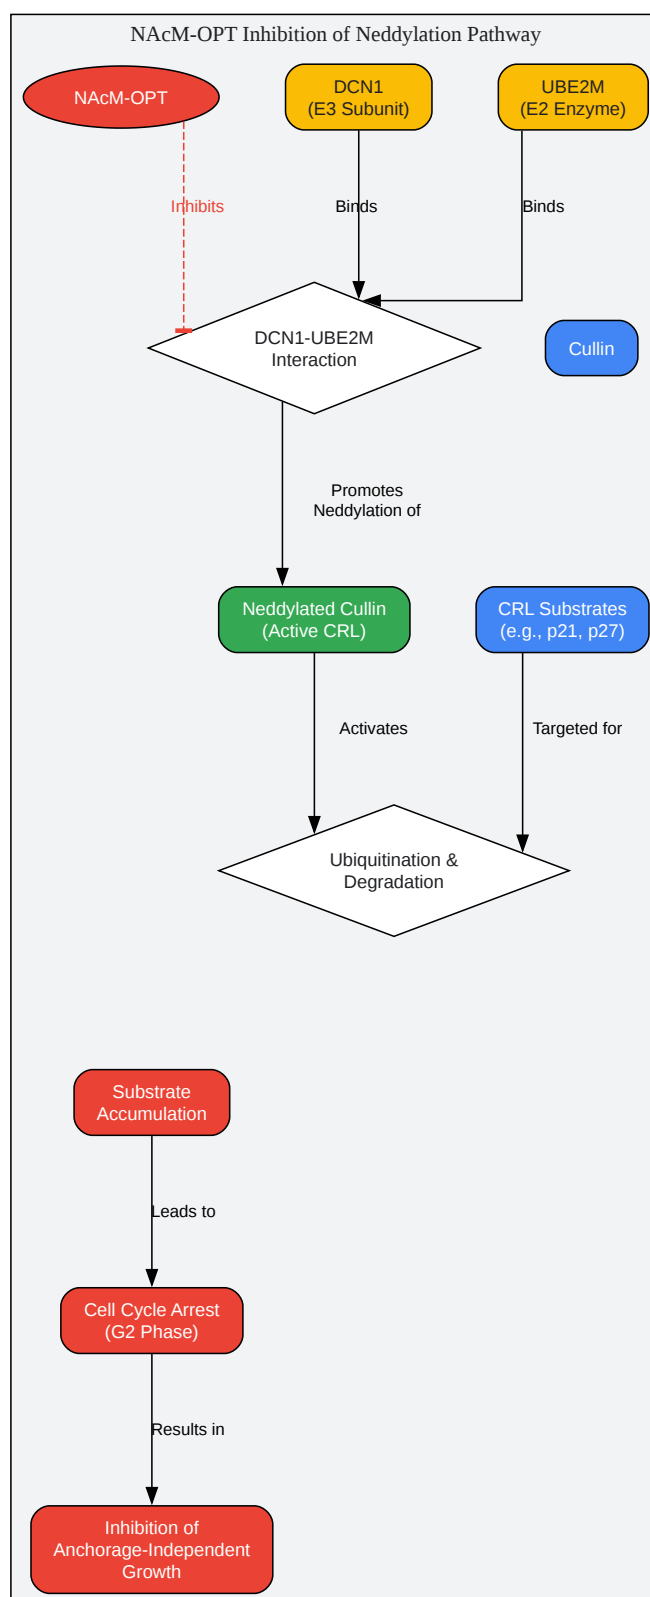 NAcM-OPT Inhibition of Neddylation Pathway
NAcM-OPT
DCN1
(E3 Subunit)
UBE2M
(E2 Enzyme)
Inhibits
Binds
Binds
DCN1-UBE2M
Interaction
Cullin
Promotes
Neddylation of
Neddylated Cullin
(Active CRL)
CRL Substrates
(e.g., p21, p27)
Activates
Targeted for
Ubiquitination &
Degradation
Substrate
Accumulation
Leads to
Cell Cycle Arrest
(G2 Phase)
Results in
Inhibition of
Anchorage-Independent
Growth